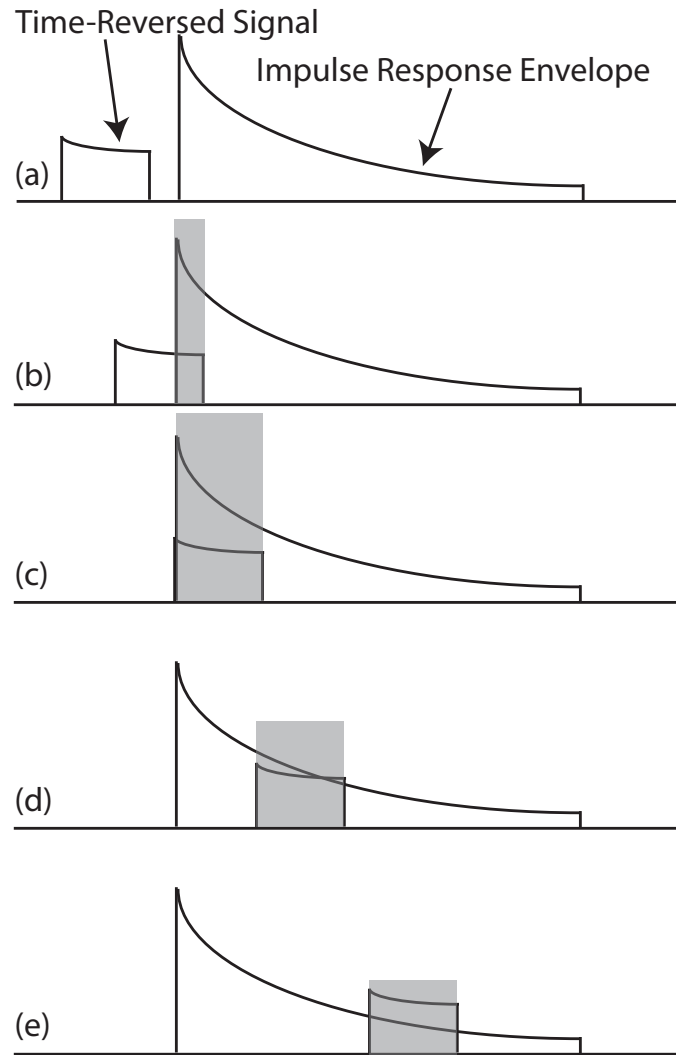 Time-Reversed Signal
Impulse Response Envelope
(a)
(b)
(c)
(d)
(e)